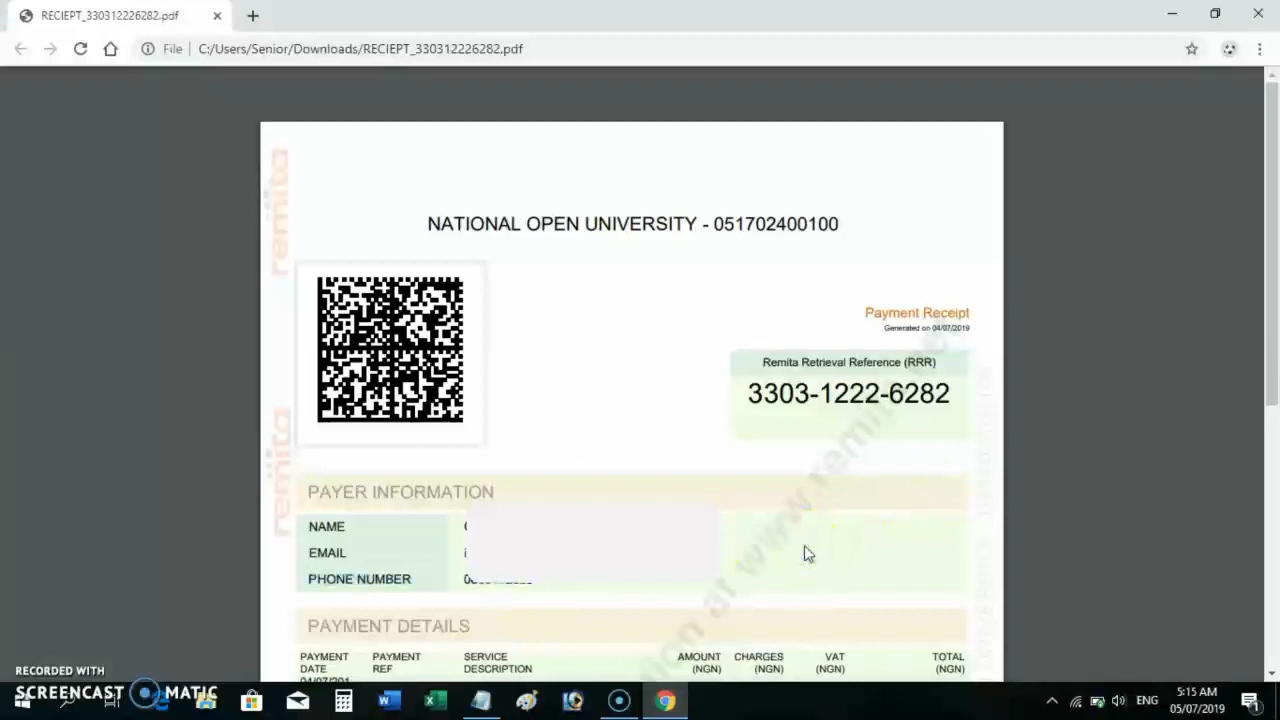 RECIEPT_330312226282.pdf
File C:/Users/Senior/Downloads/RECIEPT_330312226282.pdf
remita
NATIONAL OPEN UNIVERSITY - 051702400100
Payment Receipt
Generated on 04/07/2019
Remita Retrieval Reference (RRR)
3303-1222-6282
remita
PAYER INFORMATION
NAME
EMAIL
PHONE NUMBER
PAYMENT DETAILS
PAYMENT DATE PAYMENT REF SERVICE DESCRIPTION AMOUNT (NGN) CHARGES (NGN) VAT (NGN) TOTAL (NGN)
RECORDED WITH
SCREENCAST MATIC
ENG
5:15 AM
05/07/2019